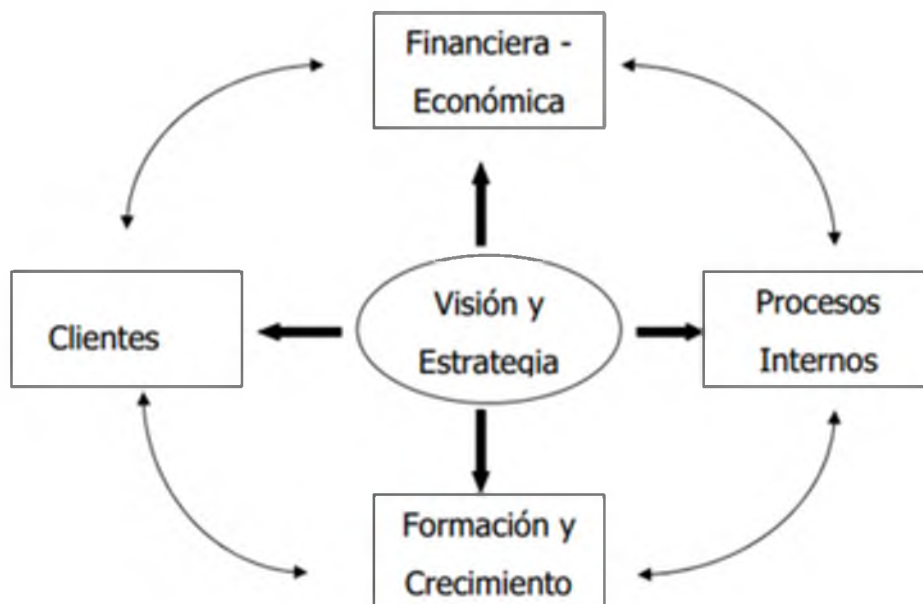 Financiera -
Económica
Clientes
Visión y
Estrategia
Procesos
Internos
Formación y
Crecimiento